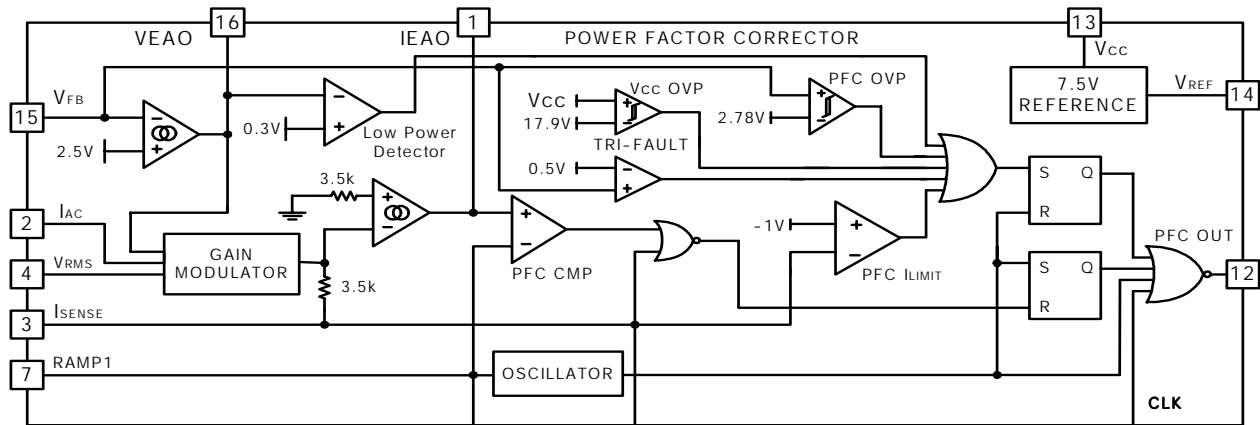 16
1
13
VEAO
IEAO
POWER FACTOR CORRECTOR
VCC
15
VFB
2.5V
0.3V
Low Power
Detector
VCC
17.9V
VCC OVP
PFC OVP
2.78V
7.5V
REFERENCE
VREF
14
TRI-FAULT
0.5V
3.5k
2
IAC
4
VRMS
GAIN
MODULATOR
3.5k
PFC CMP
-1V
PFC ILIMIT
S
Q
R
S
Q
R
PFC OUT
12
3
ISENSE
7
RAMP1
OSCILLATOR
CLK